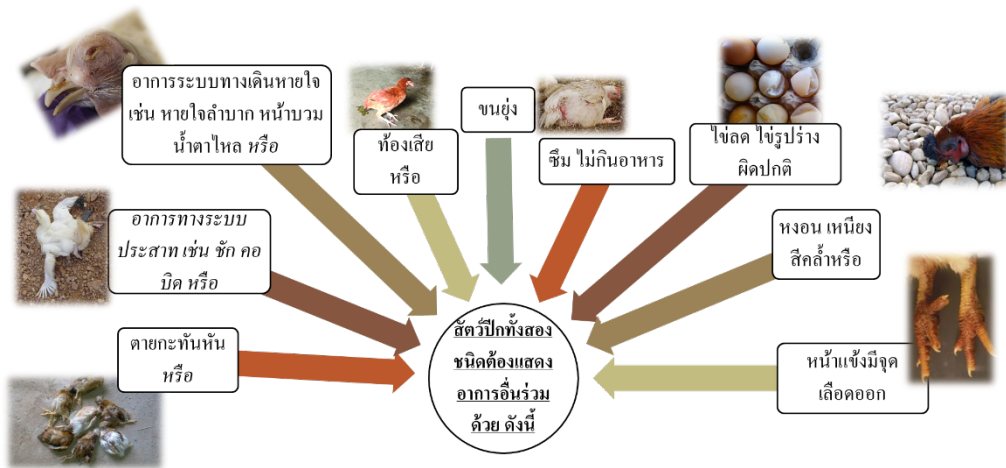 อาการระบบทางเดินหายใจ
เช่น หายใจลำบาก หน้าบวม
น้ำตาไหล หรือ
ท้องเสีย
หรือ
ขนยุ่ง
ซึม ไม่กินอาหาร
ไข่ลด ไข่รูปร่าง
ผิดปกติ
อาการทางระบบ
ประสาท เช่น ชัก คอ
บิด หรือ
หงอน เหนียง
สีคล้ำหรือ
ตายกะทันหัน
หรือ
สัตว์ปีกทั้งสอง
ชนิดต้องแสดง
อาการอื่นร่วม
ด้วย ดังนี้
หน้าแข้งมีจุด
เลือดออก